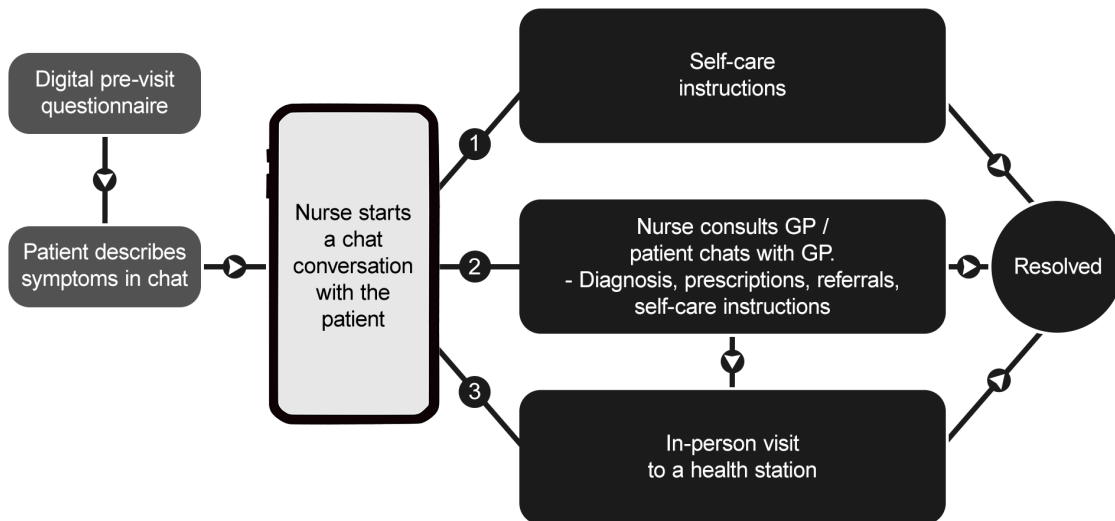 Digital pre-visit
questionnaire
Patient describes
symptoms in chat
Nurse starts
a chat
conversation
with the
patient
1
Self-care
instructions
2
Nurse consults GP /
patient chats with GP.
- Diagnosis, prescriptions, referrals,
self-care instructions
3
In-person visit
to a health station
Resolved